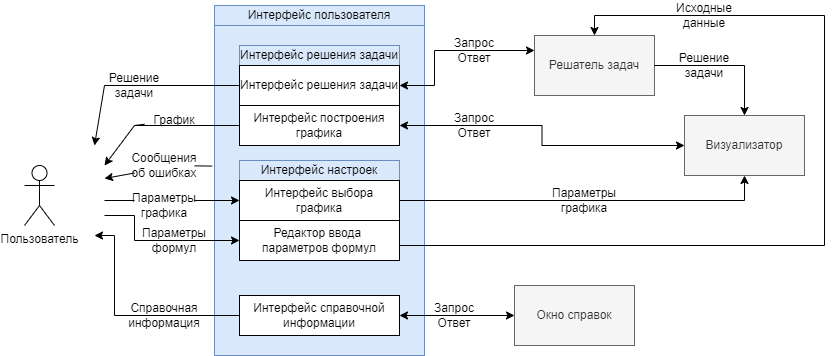 Интерфейс пользователя
Исходные
данные
Интерфейс решения задачи
Интерфейс решения задачи
Запрос
Ответ
Решатель задач
Решение
задачи
Решение
задачи
График
Интерфейс построения
графика
Запрос
Ответ
Визуализатор
Сообщения
об ошибках
Интерфейс настроек
Параметры
графика
Интерфейс выбора
графика
Параметры
графика
Пользователь
Параметры
формул
Редактор ввода
параметров формул
Справочная
информация
Интерфейс справочной
информации
Запрос
Ответ
Окно справок